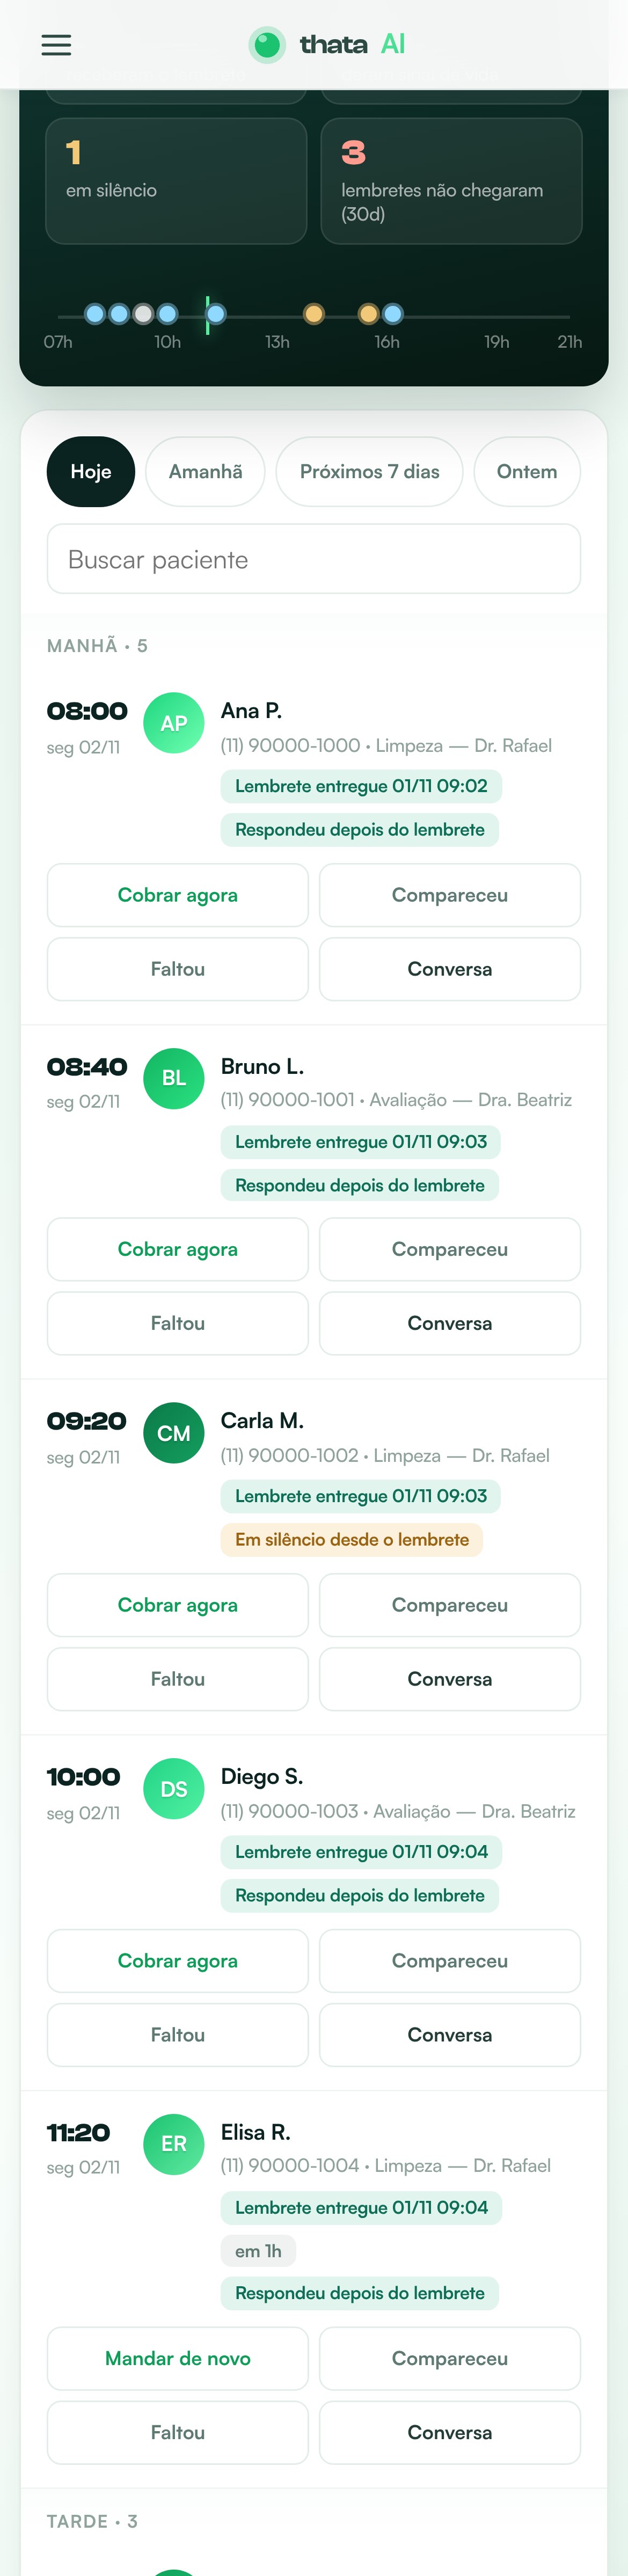 thata AI
1
em silêncio
3
lembretes não chegaram
(30d)
07h 10h 13h 16h 19h 21h
Hoje Amanhã Próximos 7 dias Ontem
Buscar paciente
MANHÃ · 5
08:00
seg 02/11
AP
Ana P.
(11) 90000-1000 · Limpeza — Dr. Rafael
Lembrete entregue 01/11 09:02
Respondeu depois do lembrete
Cobrar agora Compareceu
Faltou Conversa
08:40
seg 02/11
BL
Bruno L.
(11) 90000-1001 · Avaliação — Dra. Beatriz
Lembrete entregue 01/11 09:03
Respondeu depois do lembrete
Cobrar agora Compareceu
Faltou Conversa
09:20
seg 02/11
CM
Carla M.
(11) 90000-1002 · Limpeza — Dr. Rafael
Lembrete entregue 01/11 09:03
Em silêncio desde o lembrete
Cobrar agora Compareceu
Faltou Conversa
10:00
seg 02/11
DS
Diego S.
(11) 90000-1003 · Avaliação — Dra. Beatriz
Lembrete entregue 01/11 09:04
Respondeu depois do lembrete
Cobrar agora Compareceu
Faltou Conversa
11:20
seg 02/11
ER
Elisa R.
(11) 90000-1004 · Limpeza — Dr. Rafael
Lembrete entregue 01/11 09:04
em 1h
Respondeu depois do lembrete
Mandar de novo Compareceu
Faltou Conversa
TARDE · 3